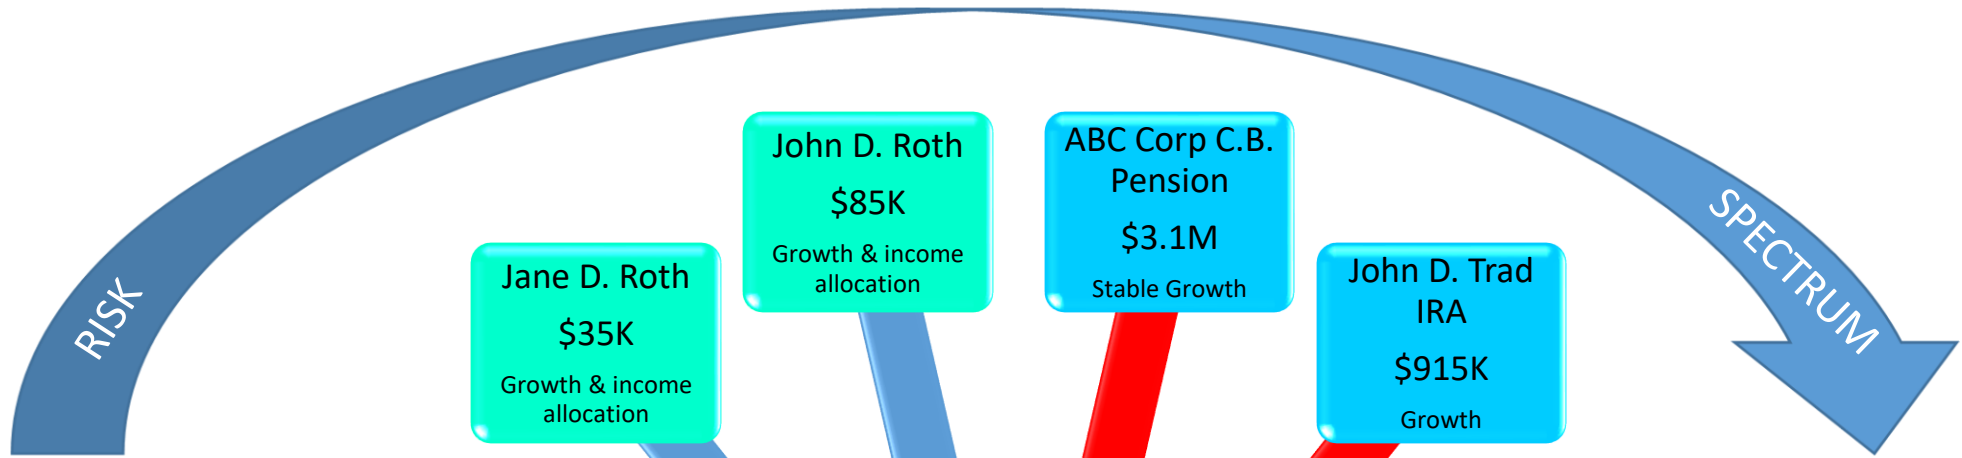 RISK
SPECTRUM
Jane D. Roth
$35K
Growth & income
allocation
John D. Roth
$85K
Growth & income
allocation
ABC Corp C.B.
Pension
$3.1M
Stable Growth
John D. Trad
IRA
$915K
Growth